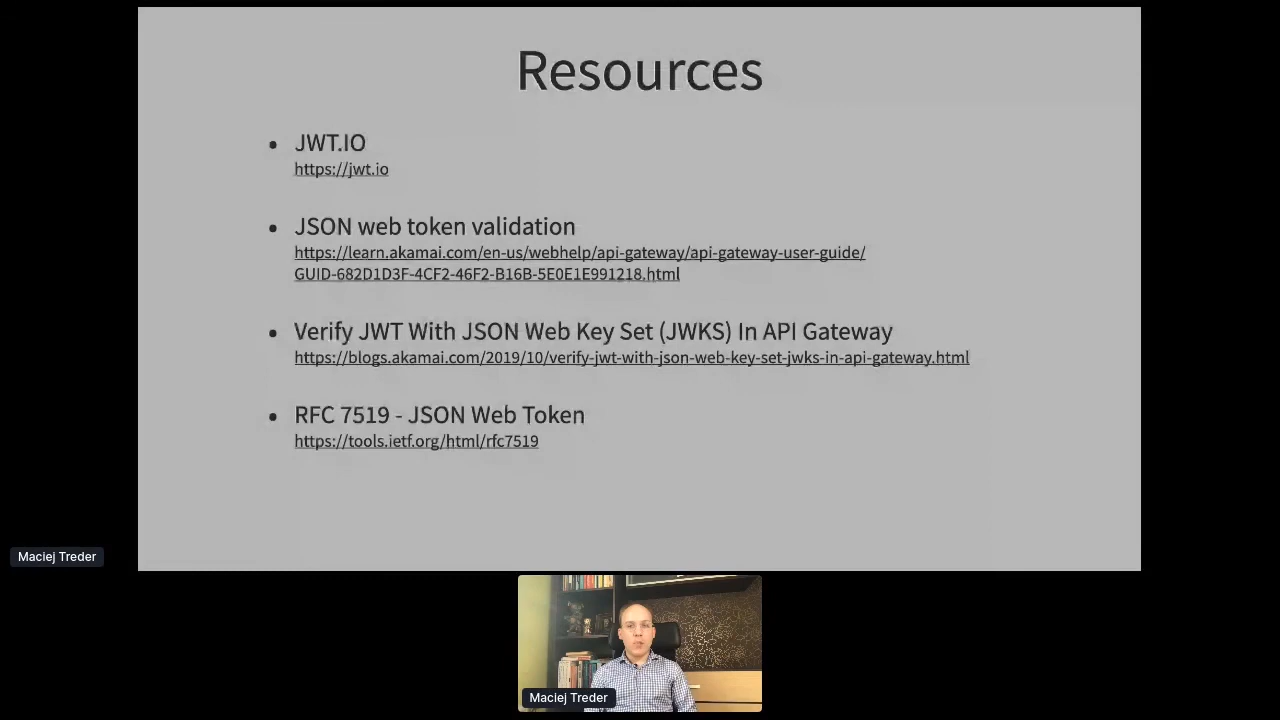 Resources
• JWT.IO
https://jwt.io
• JSON web token validation
https://learn.akamai.com/en-us/webhelp/api-gateway/api-gateway-user-guide/
GUID-682D1D3F-4CF2-46F2-B16B-5E0E1E991218.html
• Verify JWT With JSON Web Key Set (JWKS) In API Gateway
https://blogs.akamai.com/2019/10/verify-jwt-with-json-web-key-set-jwks-in-api-gateway.html
• RFC 7519 - JSON Web Token
https://tools.ietf.org/html/rfc7519
Maciej Treder
Maciej Treder